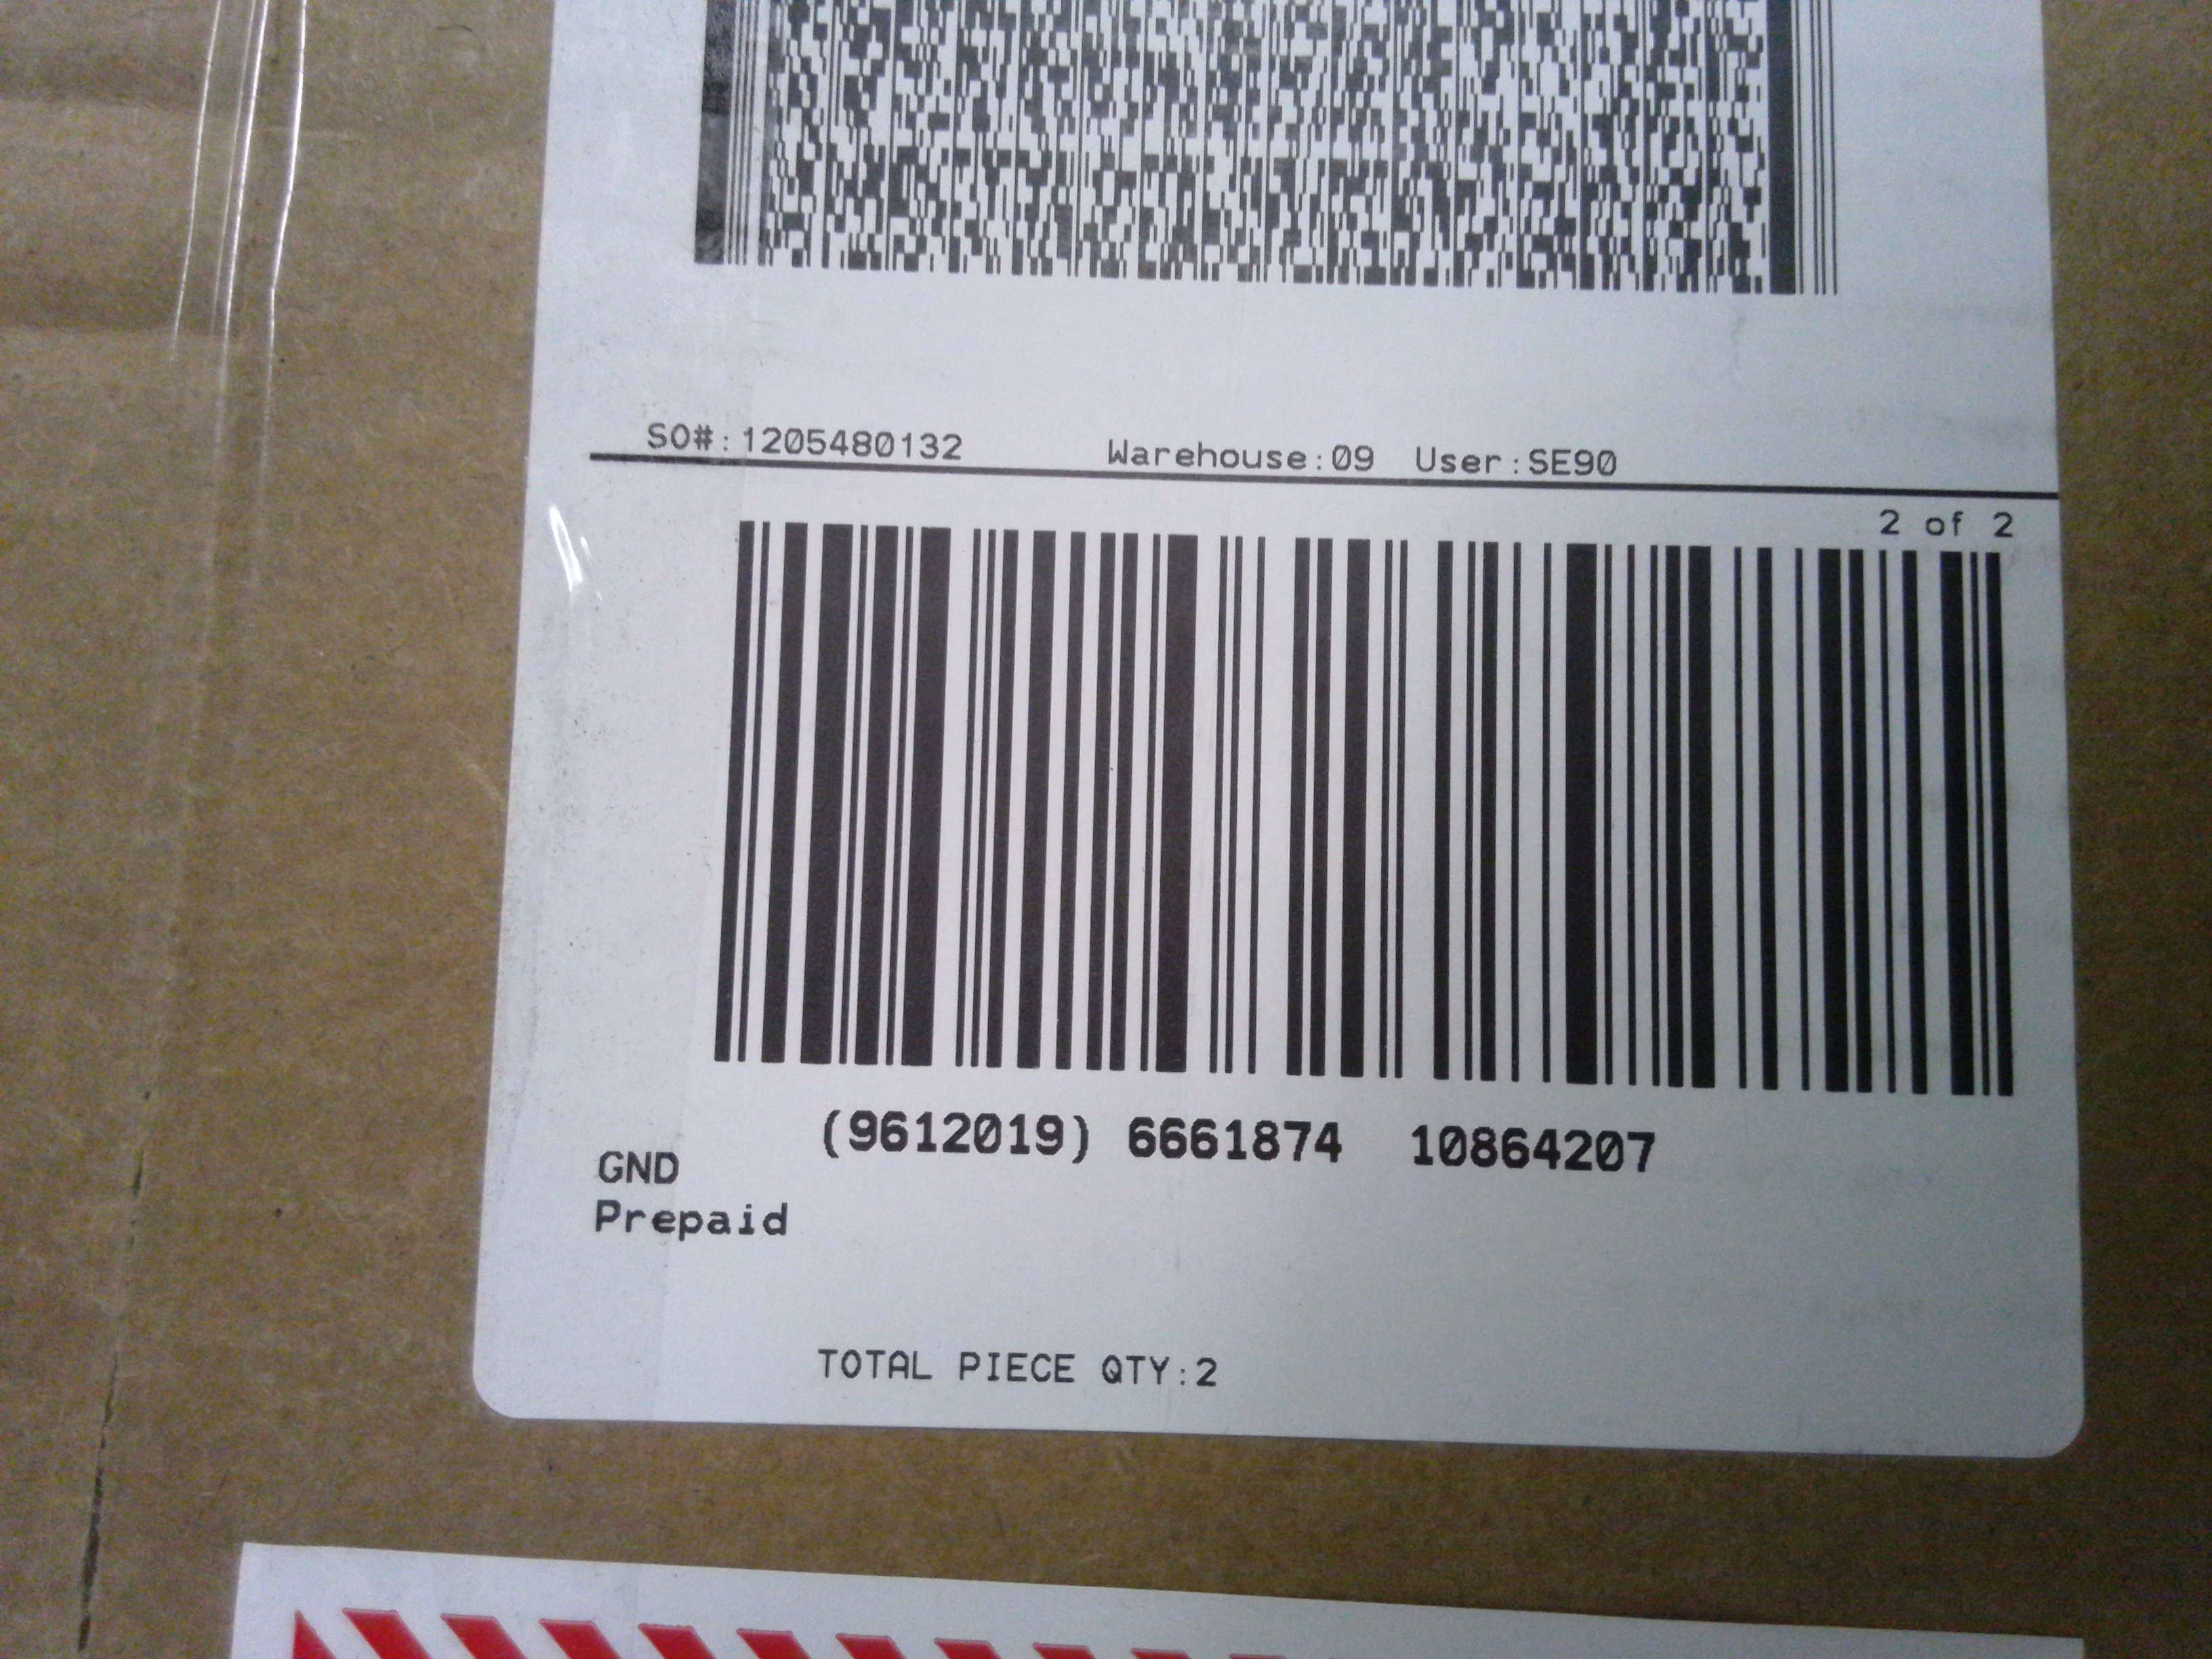 SO#:1205480132 Warehouse:09 User:SE90
2 of 2
(9612019) 6661874 10864207
GND
Prepaid
TOTAL PIECE QTY:2